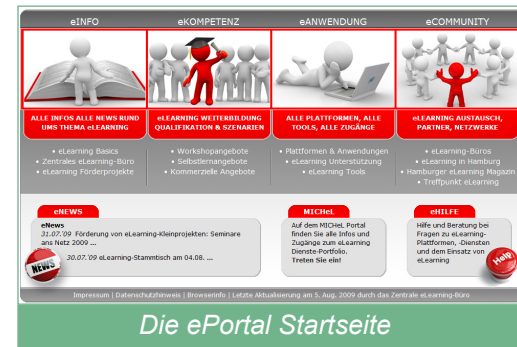 eINFO
eKOMPETENZ
eANWENDUNG
eCOMMUNITY
ALLE INFOS ALLE NEWS RUND
UMS THEMA eLEARNING
eLEARNING WEITERBILDUNG
QUALIFIKATION & SZENARIEN
ALLE PLATTFORMEN, ALLE
TOOLS, ALLE ZUGÄNGE
eLEARNING AUSTAUSCH,
PARTNER, NETZWERKE
• eLearning Basics
• Zentrales eLearning-Büro
• eLearning Förderprojekte
• Workshopangebote
• Selbstlernangebote
• Kommerzielle Angebote
• Plattformen & Anwendungen
• eLearning Unterstützung
• eLearning Tools
• eLearning-Büros
• eLearning in Hamburg
• Hamburger eLearning Magazin
• Treffpunkt eLearning
eNEWS
eNews
31.07.'09 Förderung von eLearning-Kleinprojekten: Seminare
ans Netz 2009 ...
30.07.'09 eLearning-Stammtisch am 04.08. ...
NEWS
MICHeL
Auf dem MICHeL Portal
finden Sie alle Infos und
Zugänge zum eLearning
Dienste-Portfolio.
Treten Sie ein!
eHILFE
Hilfe und Beratung bei
Fragen zu eLearning-
Plattformen, -Diensten
und dem Einsatz von
eLearning
Help
Impressum | Datenschutzhinweis | Browserinfo | Letzte Aktualisierung am 5. Aug. 2009 durch das Zentrale eLearning-Büro
Die ePortal Startseite